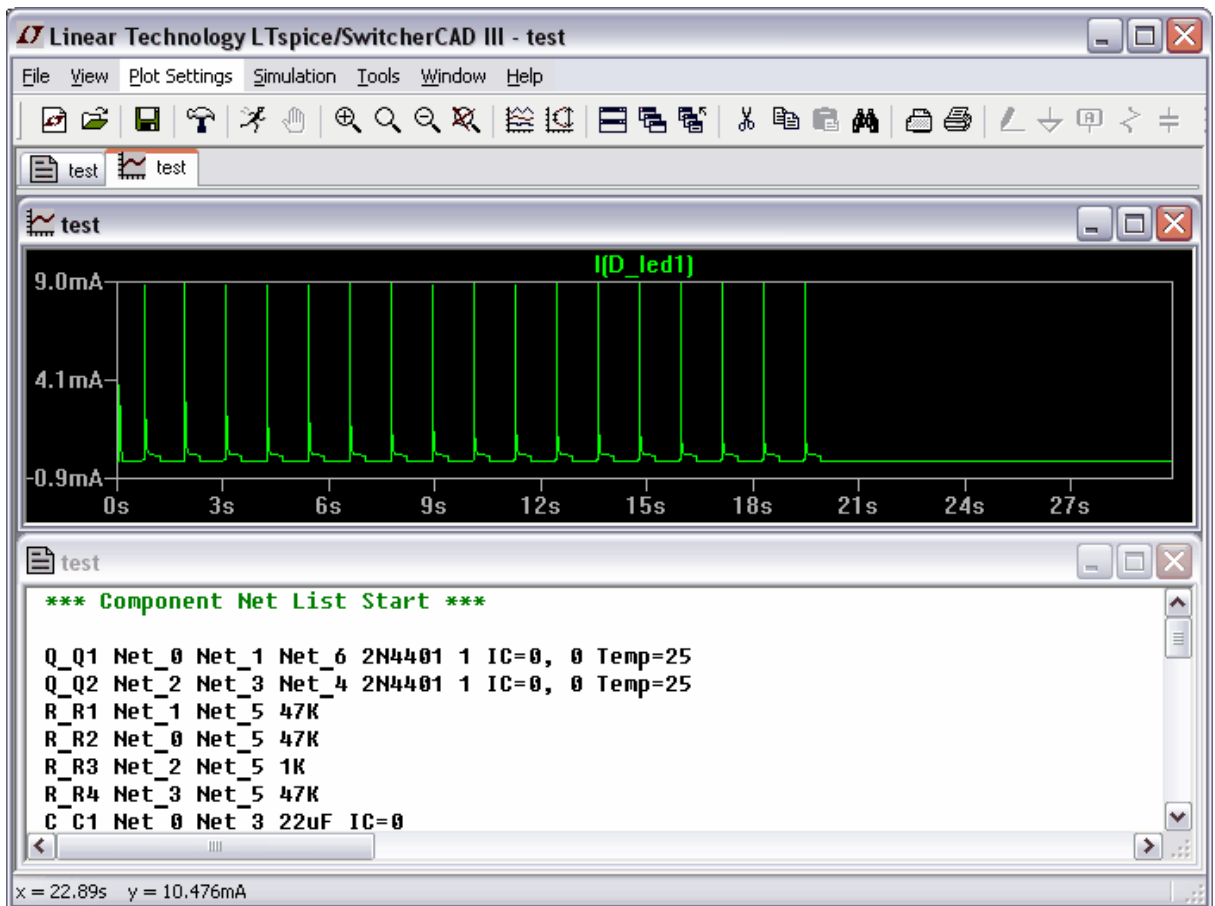 Linear Technology LTspice/SwitcherCAD III - test
File View Plot Settings Simulation Tools Window Help
test test
test
I(D_led1)
9.0mA
4.1mA
-0.9mA
0s 3s 6s 9s 12s 15s 18s 21s 24s 27s
test
*** Component Net List Start ***
Q_Q1 Net_0 Net_1 Net_6 2N4401 1 IC=0, 0 Temp=25
Q_Q2 Net_2 Net_3 Net_4 2N4401 1 IC=0, 0 Temp=25
R_R1 Net_1 Net_5 47K
R_R2 Net_0 Net_5 47K
R_R3 Net_2 Net_5 1K
R_R4 Net_3 Net_5 47K
C_C1 Net_0 Net_3 22uF IC=0
x = 22.89s y = 10.476mA